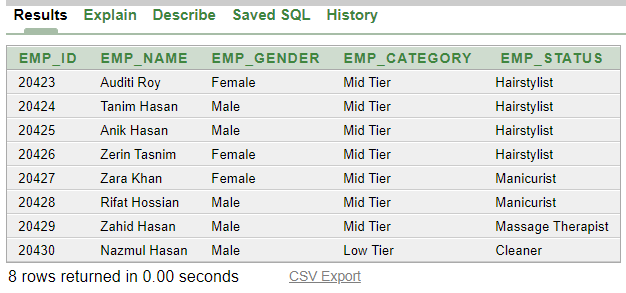 Results Explain Describe Saved SQL History
EMP_ID EMP_NAME EMP_GENDER EMP_CATEGORY EMP_STATUS
20423 Auditi Roy Female Mid Tier Hairstylist
20424 Tanim Hasan Male Mid Tier Hairstylist
20425 Anik Hasan Male Mid Tier Hairstylist
20426 Zerin Tasnim Female Mid Tier Hairstylist
20427 Zara Khan Female Mid Tier Manicurist
20428 Rifat Hossian Male Mid Tier Manicurist
20429 Zahid Hasan Male Mid Tier Massage Therapist
20430 Nazmul Hasan Male Low Tier Cleaner
8 rows returned in 0.00 seconds CSV Export